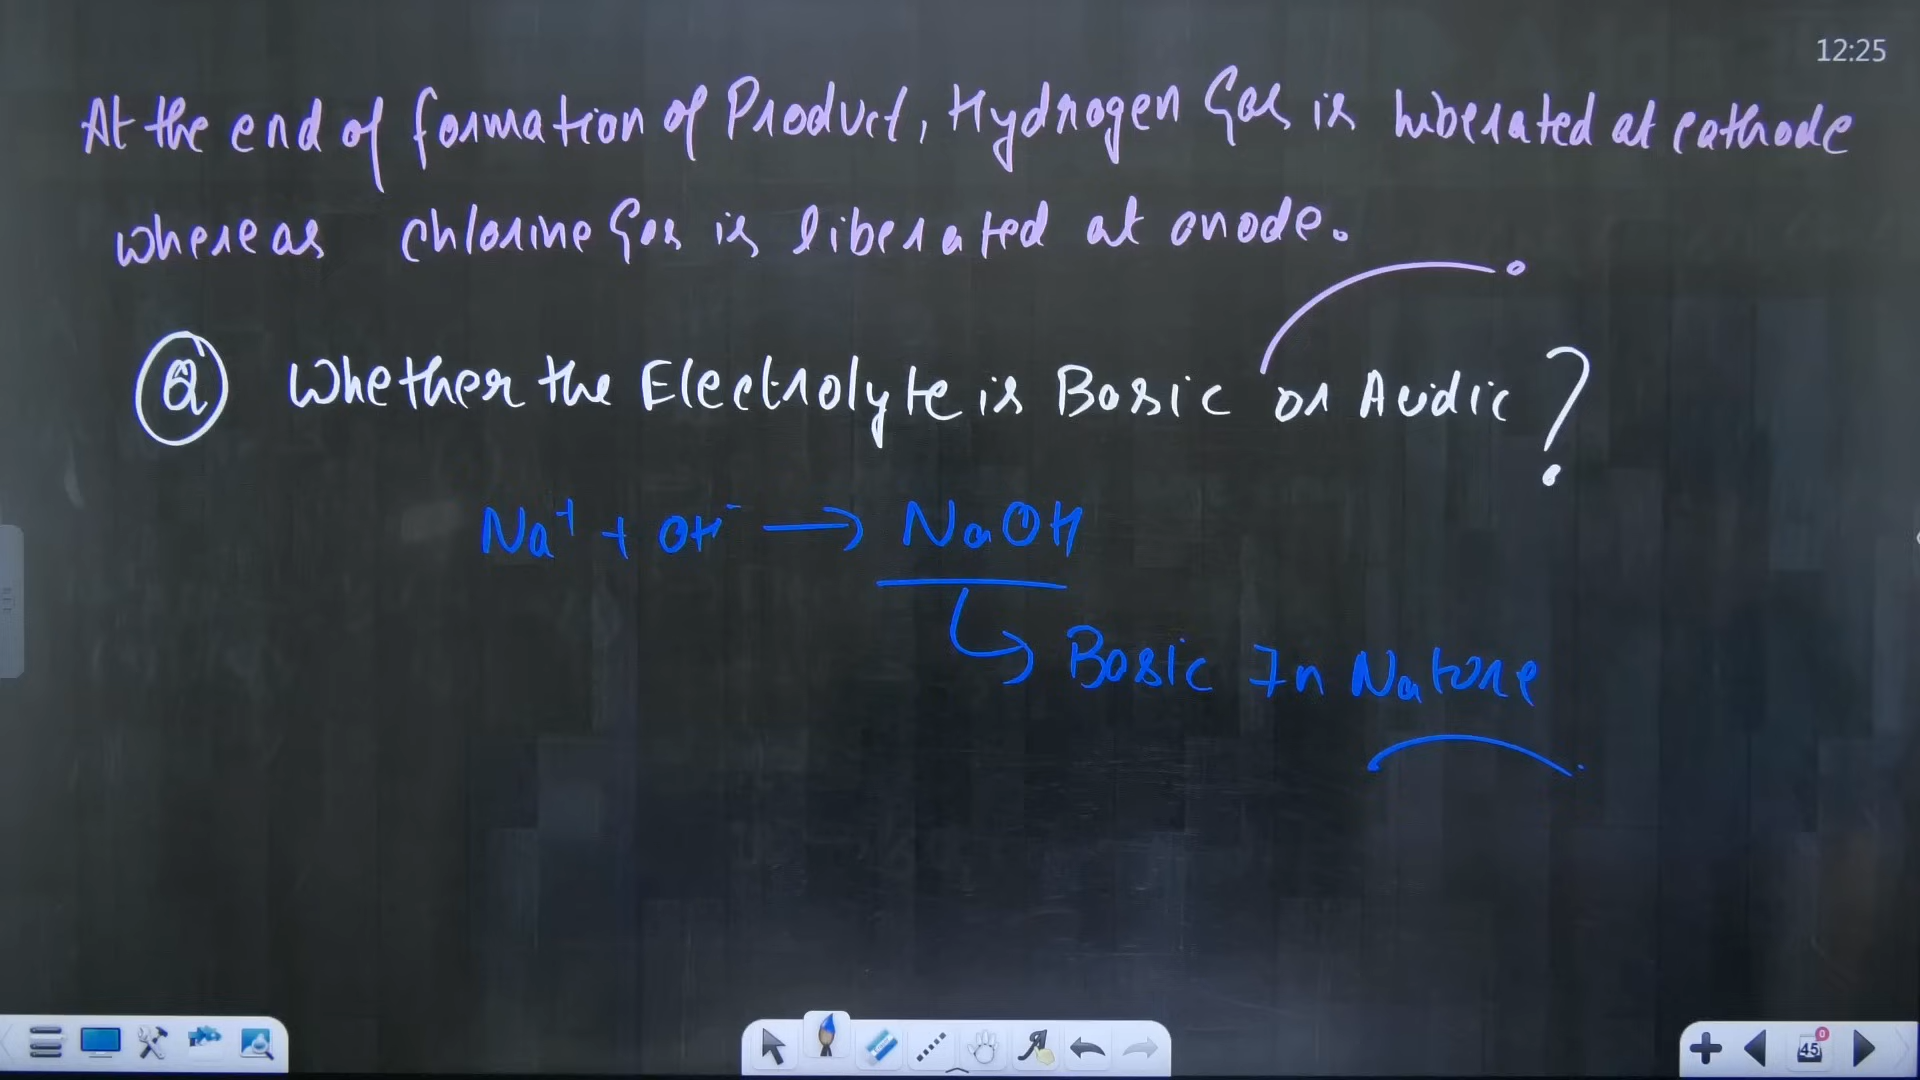 12:25
At the end of formation of Product, Hydrogen Gas is liberated at cathode
whereas chlorine Gas is liberated at anode.
Q Whether the Electrolyte is Basic or Acidic ?
Na+ + OH- → NaOH
Basic In Nature
45
0